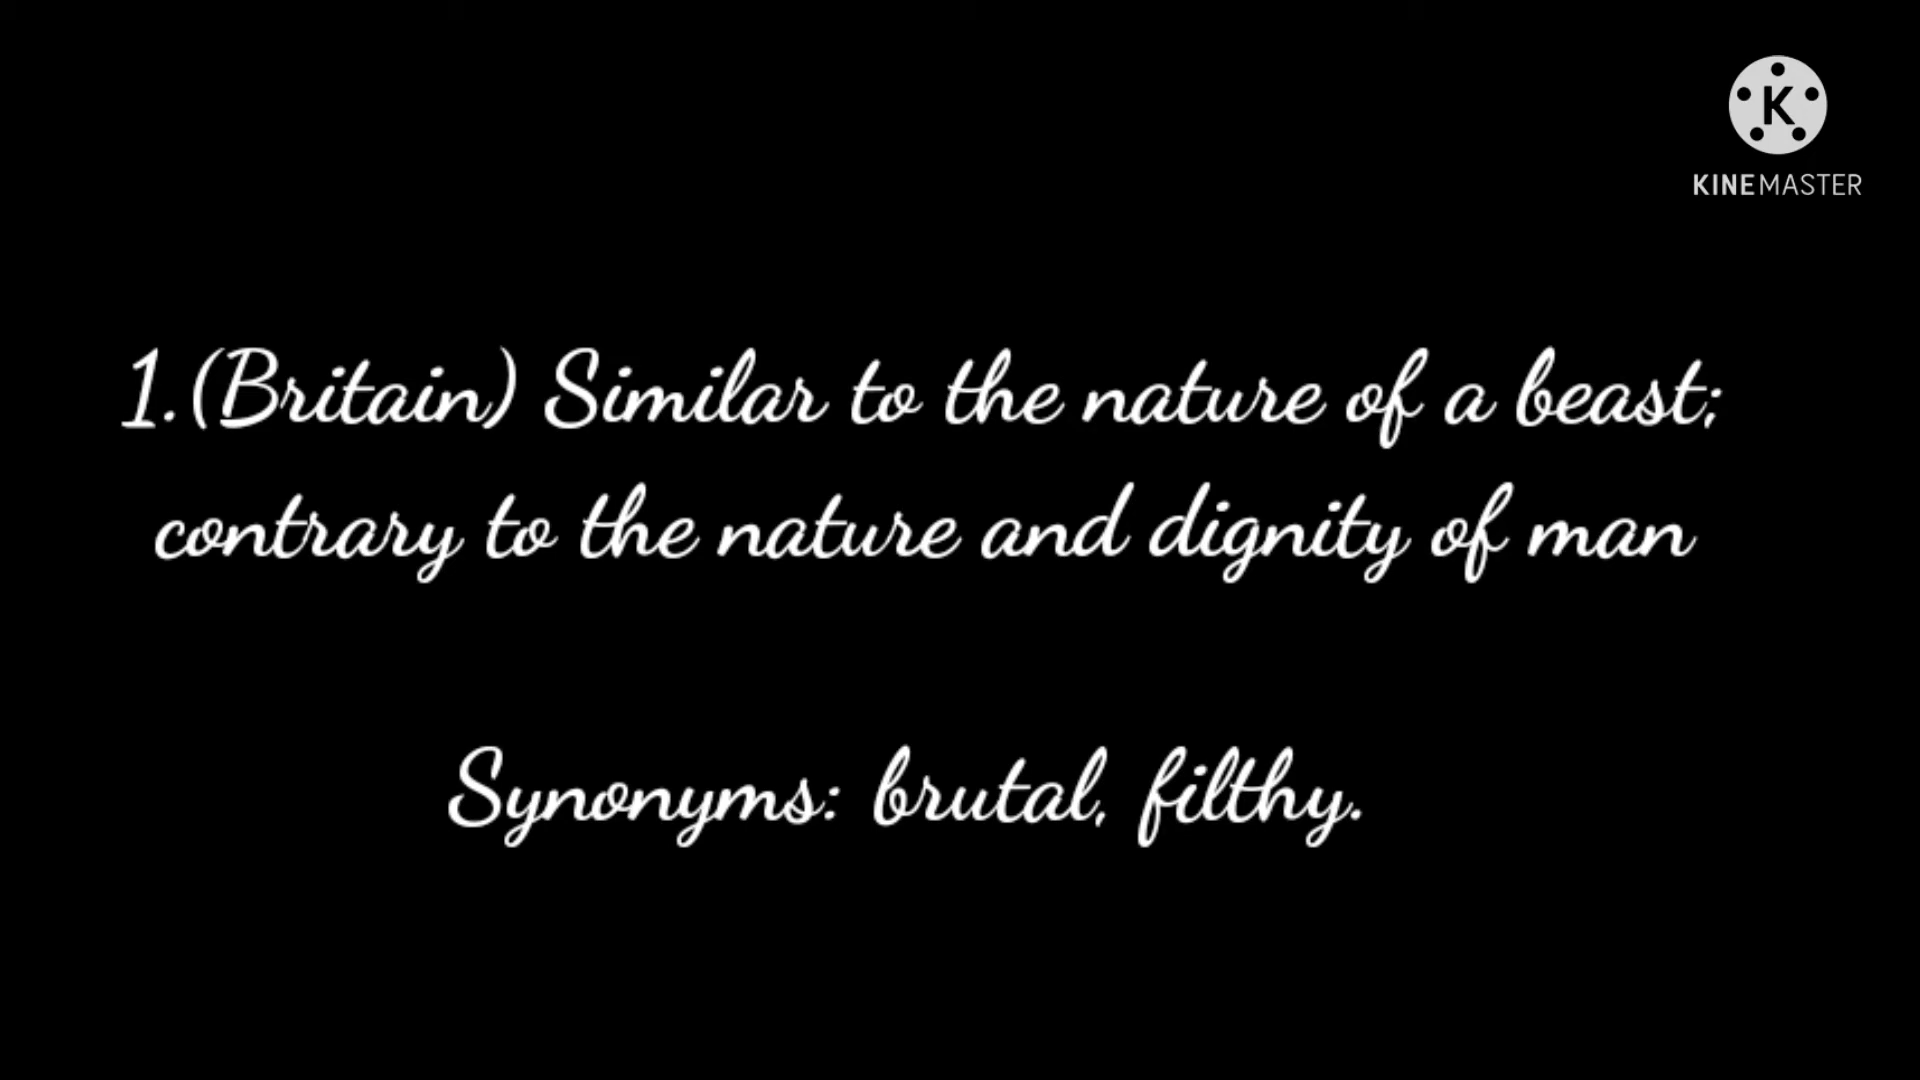 K
KINEMASTER
1.(Britain) Similar to the nature of a beast;
contrary to the nature and dignity of man
Synonyms: brutal, filthy.